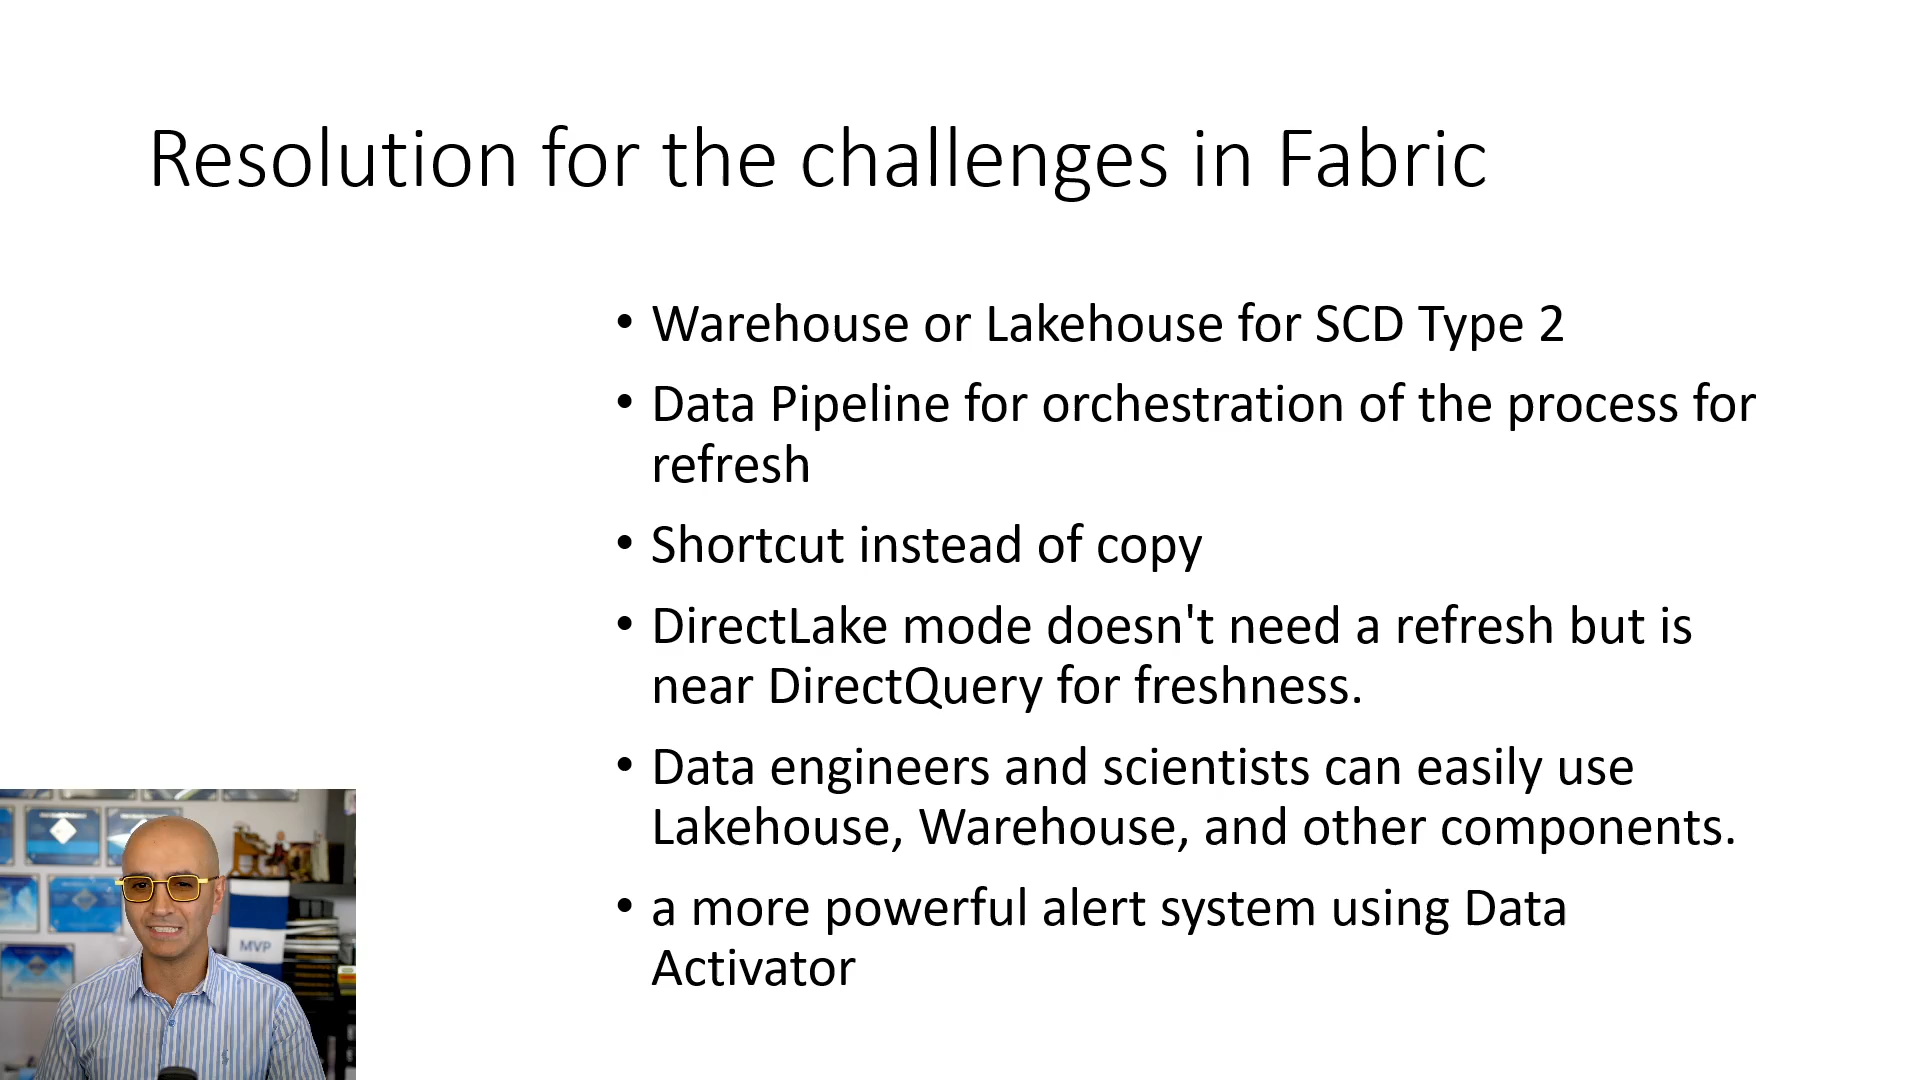 Resolution for the challenges in Fabric
• Warehouse or Lakehouse for SCD Type 2
• Data Pipeline for orchestration of the process for
refresh
• Shortcut instead of copy
• DirectLake mode doesn't need a refresh but is
near DirectQuery for freshness.
• Data engineers and scientists can easily use
Lakehouse, Warehouse, and other components.
• a more powerful alert system using Data
Activator
MVP